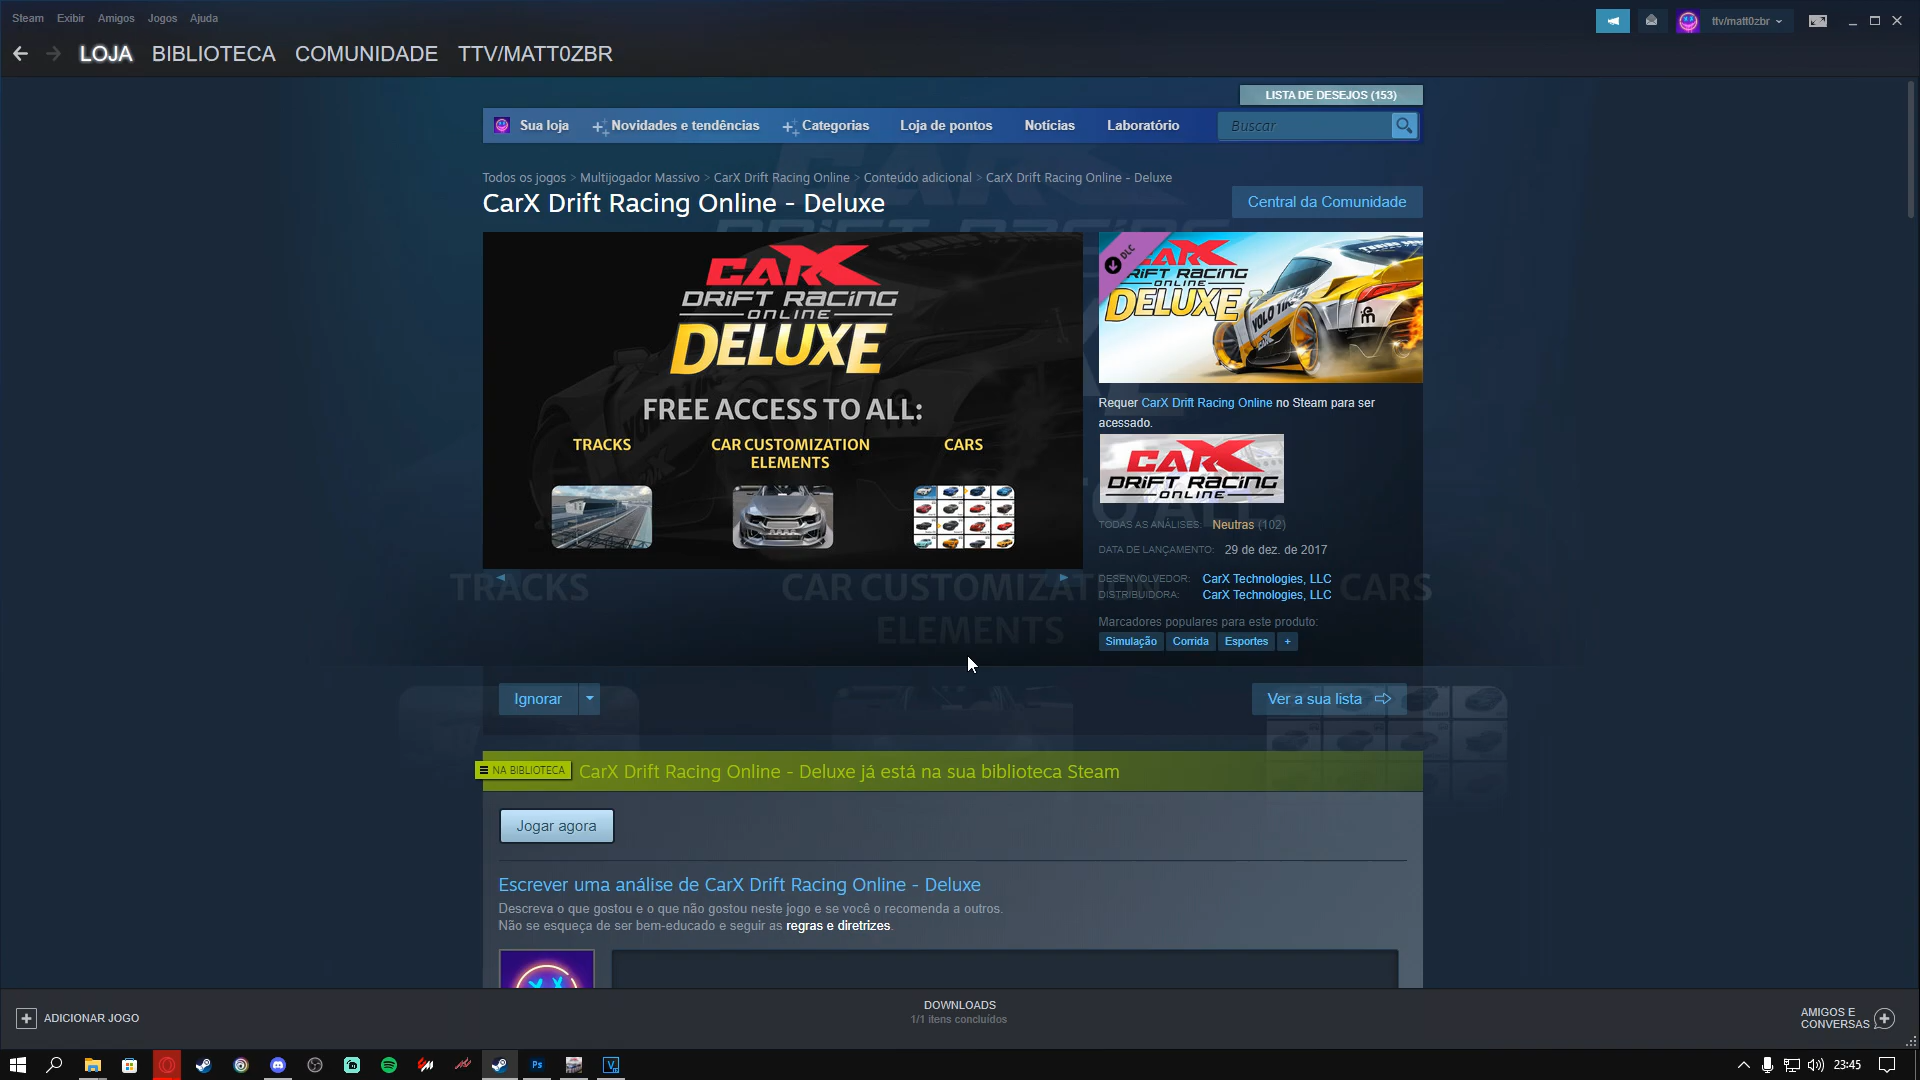 Steam Exibir Amigos Jogos Ajuda
ttv/matt0zbr
LOJA BIBLIOTECA COMUNIDADE TTV/MATT0ZBR
LISTA DE DESEJOS (153)
Sua loja Novidades e tendências Categorias Loja de pontos Notícias Laboratório Buscar
Todos os jogos > Multijogador Massivo > CarX Drift Racing Online > Conteúdo adicional > CarX Drift Racing Online - Deluxe
CarX Drift Racing Online - Deluxe
Central da Comunidade
CARX
DRIFT RACING
ONLINE
DELUXE
FREE ACCESS TO ALL:
TRACKS CAR CUSTOMIZATION CARS
ELEMENTS
DLC
CARX
DRIFT RACING
ONLINE
DELUXE
YOLO TIRES
Requer CarX Drift Racing Online no Steam para ser
acessado.
CARX
DRIFT RACING
ONLINE
TODAS AS ANÁLISES: Neutras (102)
DATA DE LANÇAMENTO: 29 de dez. de 2017
DESENVOLVEDOR: CarX Technologies, LLC
DISTRIBUIDORA: CarX Technologies, LLC
Marcadores populares para este produto:
Simulação Corrida Esportes +
TRACKS CAR CUSTOMIZATION CARS
ELEMENTS
Ignorar
Ver a sua lista
NA BIBLIOTECA CarX Drift Racing Online - Deluxe já está na sua biblioteca Steam
Jogar agora
Escrever uma análise de CarX Drift Racing Online - Deluxe
Descreva o que gostou e o que não gostou neste jogo e se você o recomenda a outros.
Não se esqueça de ser bem-educado e seguir as regras e diretrizes.
ADICIONAR JOGO
DOWNLOADS
1/1 itens concluídos
AMIGOS E
CONVERSAS
Ps
23:45